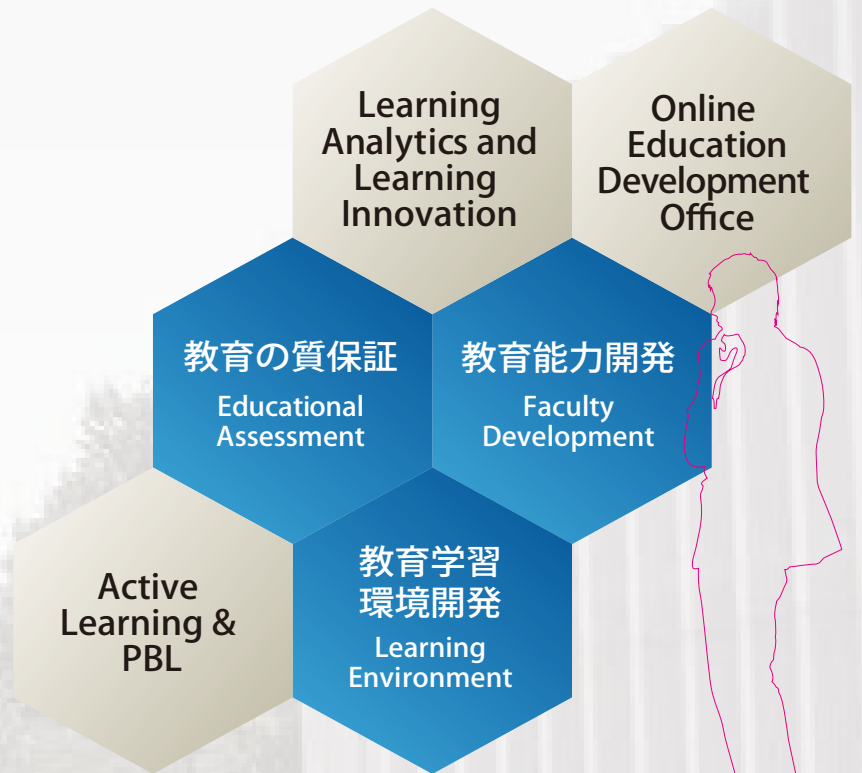 Learning
Analytics and
Learning
Innovation
Online
Education
Development
Office
教育の質保証
Educational
Assessment
教育能力開発
Faculty
Development
Active
Learning &
PBL
教育学習
環境開発
Learning
Environment